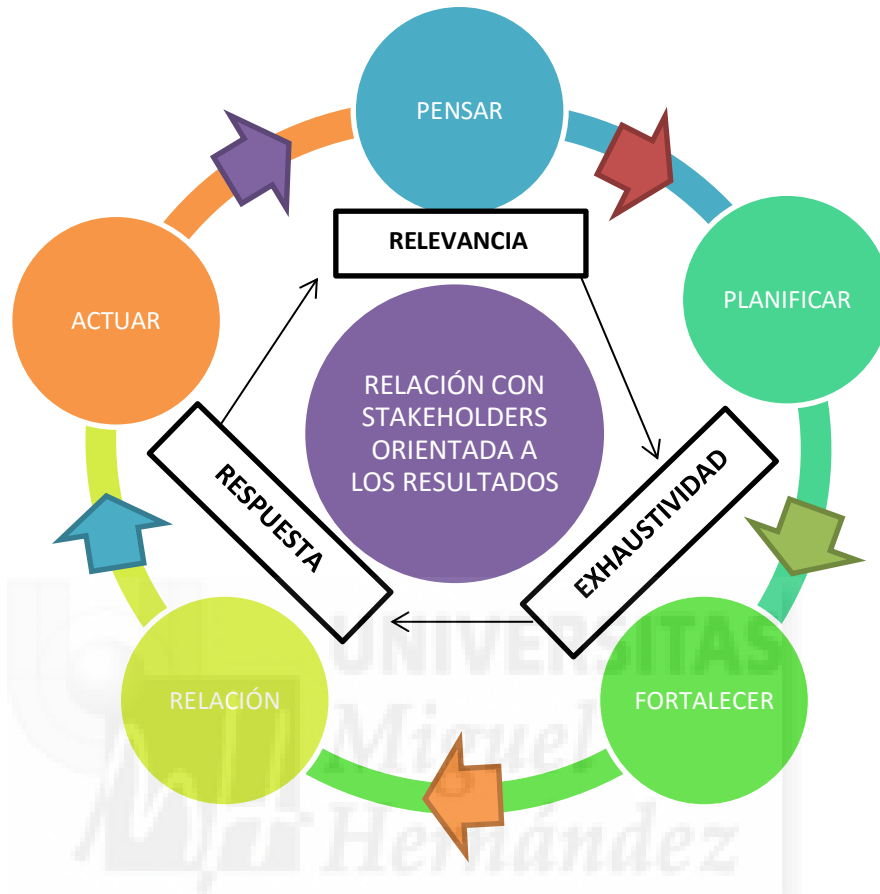 PENSAR
RELEVANCIA
PLANIFICAR
ACTUAR
RELACIÓN CON
STAKEHOLDERS
ORIENTADA A
LOS RESULTADOS
EXHAUSTIVIDAD
RESPUESTA
FORTALECER
RELACIÓN
UNIVERSITAS
Miguel
Hernández